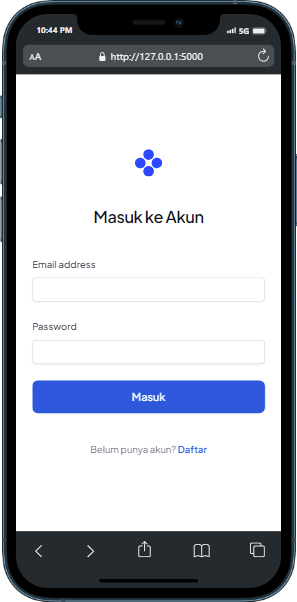 10:44 PM 5G
AA http://127.0.0.1:5000
Masuk ke Akun
Email address
Password
Masuk
Belum punya akun? Daftar